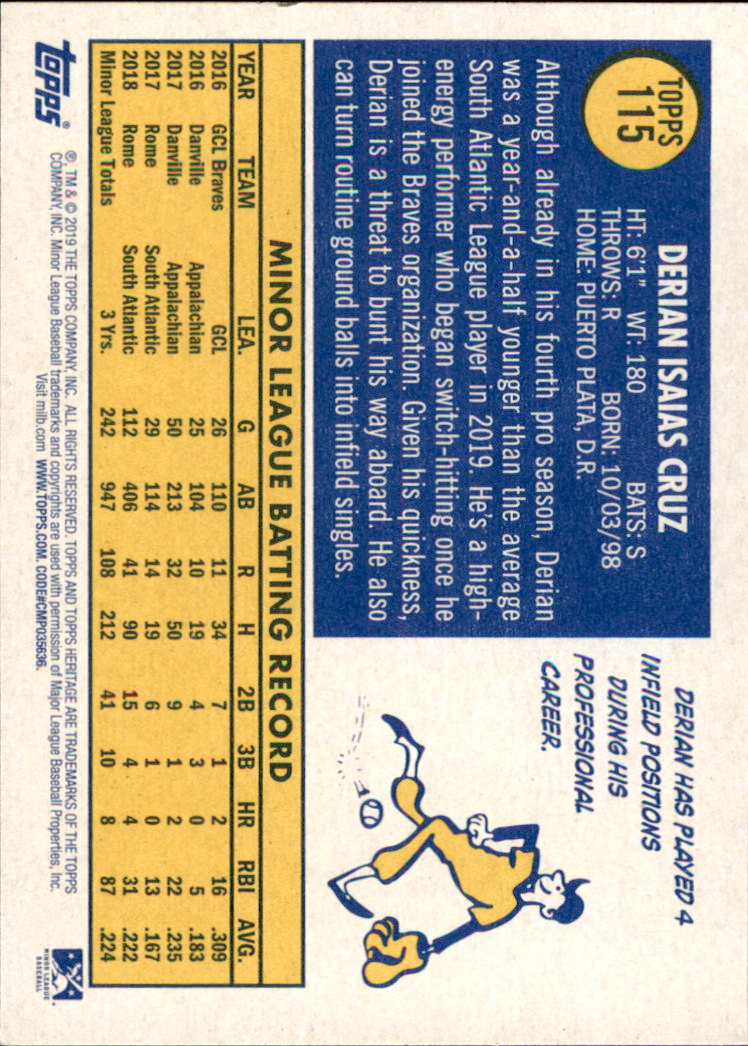 TOPPS
115
DERIAN ISAIAS CRUZ
HT: 6'1" WT: 180 BATS: S
THROWS: R BORN: 10/03/98
HOME: PUERTO PLATA, D.R.
Although already in his fourth pro season, Derian
was a year-and-a-half younger than the average
South Atlantic League player in 2019. He's a high-
energy performer who began switch-hitting once he
joined the Braves organization. Given his quickness,
Derian is a threat to bunt his way aboard. He also
can turn routine ground balls into infield singles.
DERIAN HAS PLAYED 4
INFIELD POSITIONS
DURING HIS
PROFESSIONAL
CAREER.
MINOR LEAGUE BATTING RECORD
YEAR TEAM LEA. G AB R H 2B 3B HR RBI AVG.
2016 GCL Braves GCL 26 110 11 34 7 1 2 16 .309
2016 Danville Appalachian 25 104 10 19 4 3 0 5 .183
2017 Danville Appalachian 50 213 32 50 9 1 2 22 .235
2017 Rome South Atlantic 29 114 14 19 6 1 0 13 .167
2018 Rome South Atlantic 112 406 41 90 15 4 4 31 .222
Minor League Totals 3 Yrs. 242 947 108 212 41 10 8 87 .224
topps®
®, TM & © 2019 THE TOPPS COMPANY, INC. ALL RIGHTS RESERVED. TOPPS AND TOPPS HERITAGE ARE TRADEMARKS OF THE TOPPS
COMPANY, INC. Minor League Baseball trademarks and copyrights are used with permission of Major League Baseball Properties, Inc.
Visit milb.com WWW.TOPPS.COM. CODE#CMP035636.
MINOR LEAGUE
BASEBALL